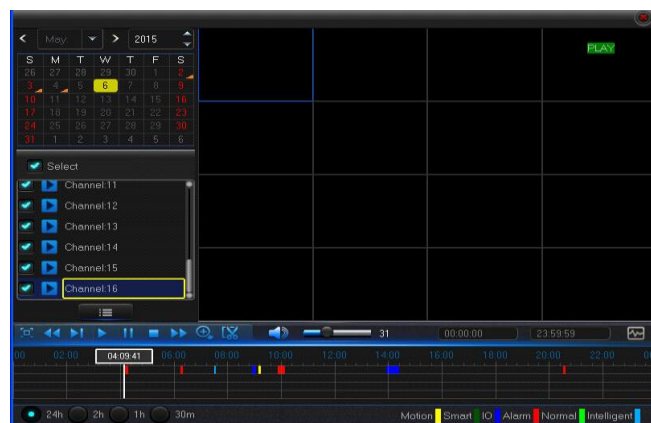 < May. > 2015
PLAY
S M T W T F S
26 27 28 29 30 1 2
3 4 5 6 7 8 9
10 11 12 13 14 15 16
17 18 19 20 21 22 23
24 25 26 27 28 29 30
31 1 2 3 4 5 6
Select
Channel:11
Channel:12
Channel:13
Channel:14
Channel:15
Channel:16
31 00:00:00 23:59:59
00 02:00 04:09:41 06:00 08:00 10:00 12:00 14:00 16:00 18:00 20:00 22:00 0
24h 2h 1h 30m Motion Smart IO Alarm Normal Intelligent